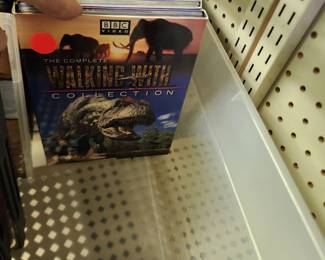 BBC
VIDEO
THE COMPLETE
WALKING WITH
COLLECTION